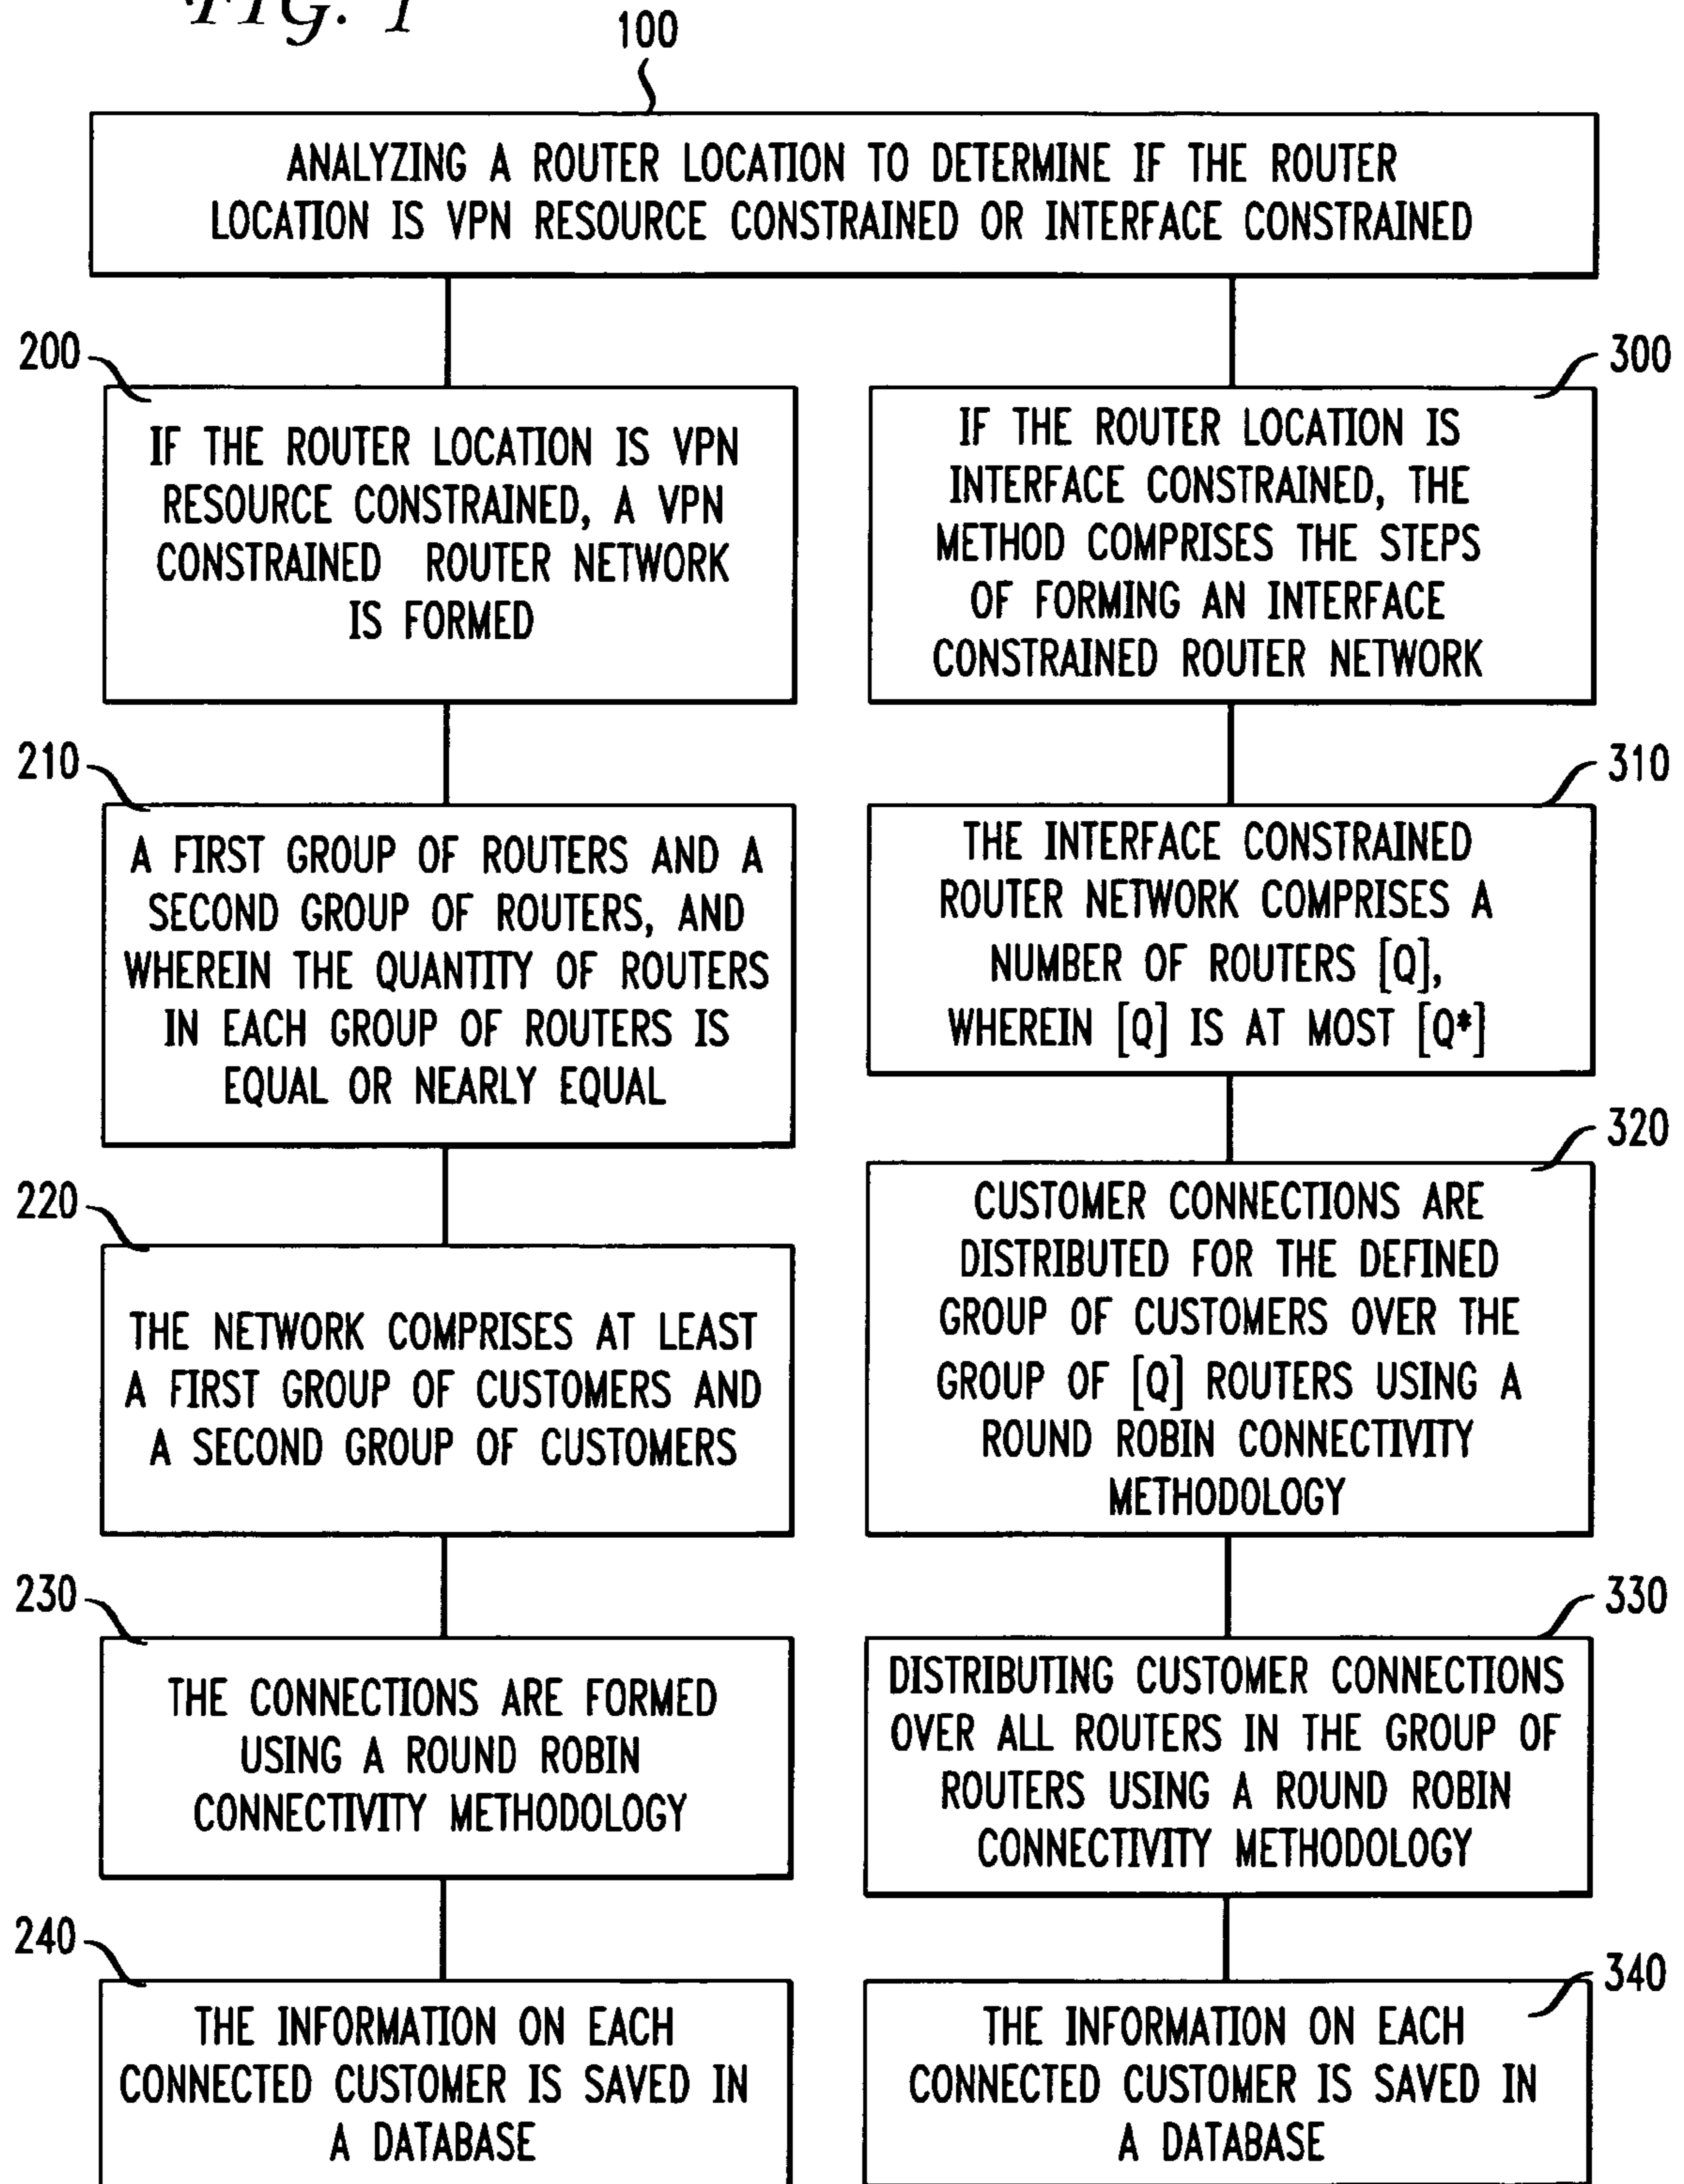 FIG. 1
100
ANALYZING A ROUTER LOCATION TO DETERMINE IF THE ROUTER
LOCATION IS VPN RESOURCE CONSTRAINED OR INTERFACE CONSTRAINED
200
IF THE ROUTER LOCATION IS VPN
RESOURCE CONSTRAINED, A VPN
CONSTRAINED ROUTER NETWORK
IS FORMED
210
A FIRST GROUP OF ROUTERS AND A
SECOND GROUP OF ROUTERS, AND
WHEREIN THE QUANTITY OF ROUTERS
IN EACH GROUP OF ROUTERS IS
EQUAL OR NEARLY EQUAL
220
THE NETWORK COMPRISES AT LEAST
A FIRST GROUP OF CUSTOMERS AND
A SECOND GROUP OF CUSTOMERS
230
THE CONNECTIONS ARE FORMED
USING A ROUND ROBIN
CONNECTIVITY METHODOLOGY
240
THE INFORMATION ON EACH
CONNECTED CUSTOMER IS SAVED IN
A DATABASE
300
IF THE ROUTER LOCATION IS
INTERFACE CONSTRAINED, THE
METHOD COMPRISES THE STEPS
OF FORMING AN INTERFACE
CONSTRAINED ROUTER NETWORK
310
THE INTERFACE CONSTRAINED
ROUTER NETWORK COMPRISES A
NUMBER OF ROUTERS [Q],
WHEREIN [Q] IS AT MOST [Q*]
320
CUSTOMER CONNECTIONS ARE
DISTRIBUTED FOR THE DEFINED
GROUP OF CUSTOMERS OVER THE
GROUP OF [Q] ROUTERS USING A
ROUND ROBIN CONNECTIVITY
METHODOLOGY
330
DISTRIBUTING CUSTOMER CONNECTIONS
OVER ALL ROUTERS IN THE GROUP OF
ROUTERS USING A ROUND ROBIN
CONNECTIVITY METHODOLOGY
340
THE INFORMATION ON EACH
CONNECTED CUSTOMER IS SAVED IN
A DATABASE